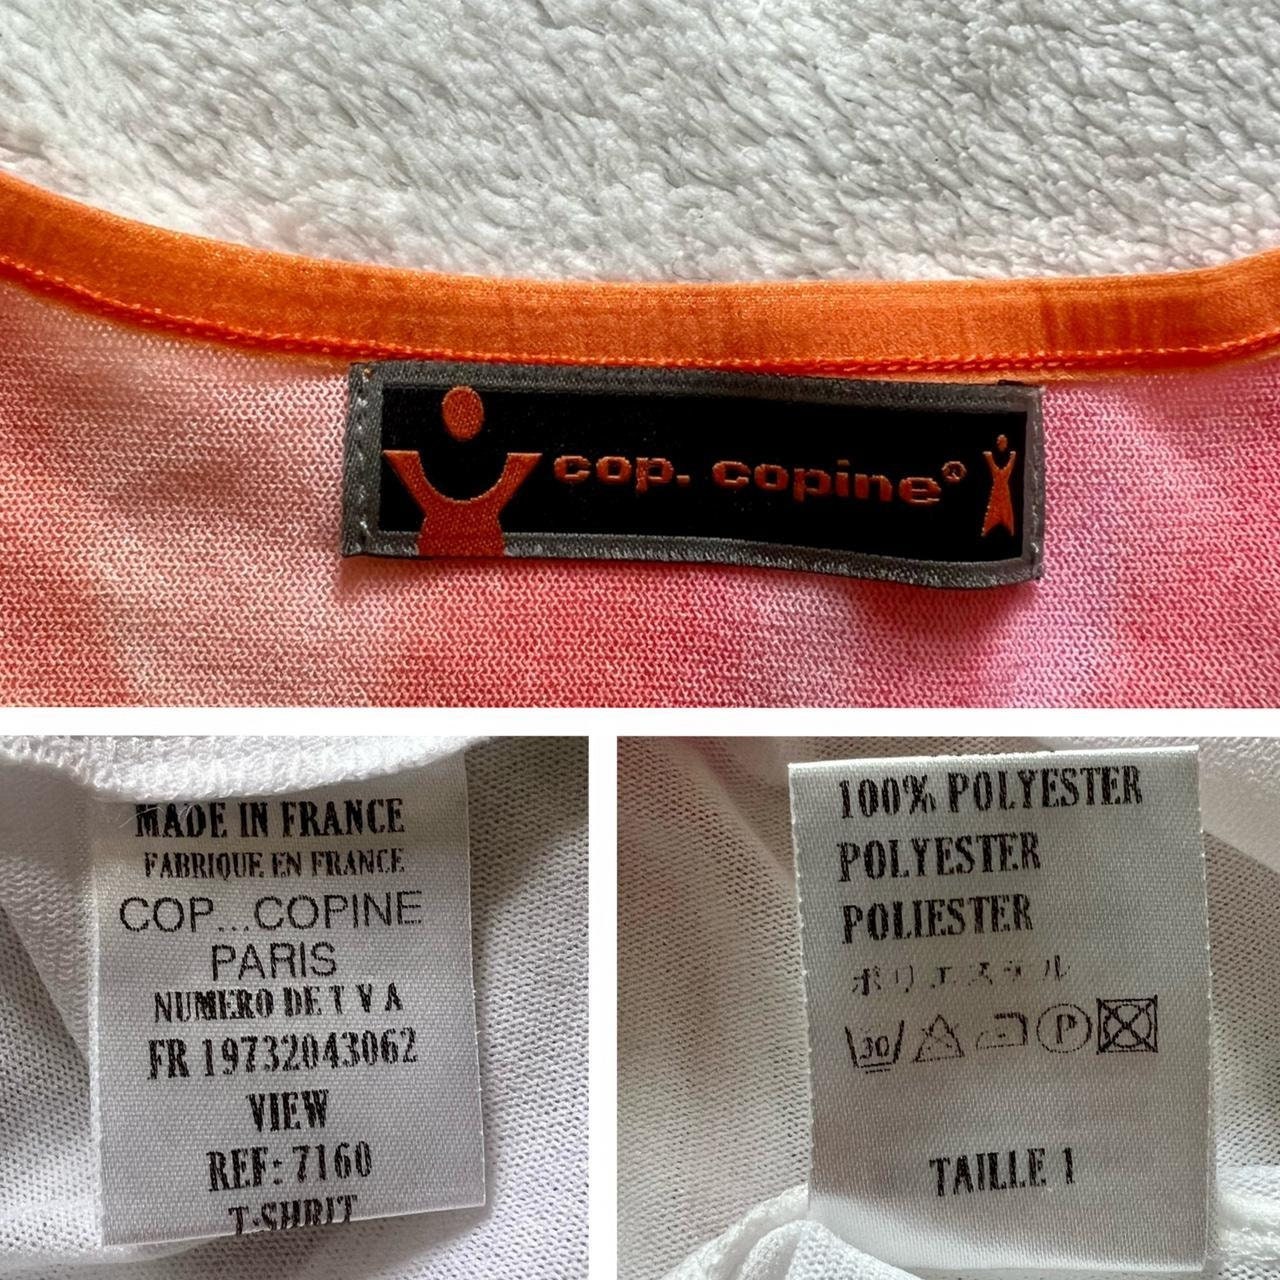 cop. copine®
MADE IN FRANCE
FABRIQUE EN FRANCE
COP...COPINE
PARIS
NUMERO DE T V A
FR 19732043062
VIEW
REF: 7160
T-SHRIT
100% POLYESTER
POLYESTER
POLIESTER
ポリエステル
30
P
TAILLE 1